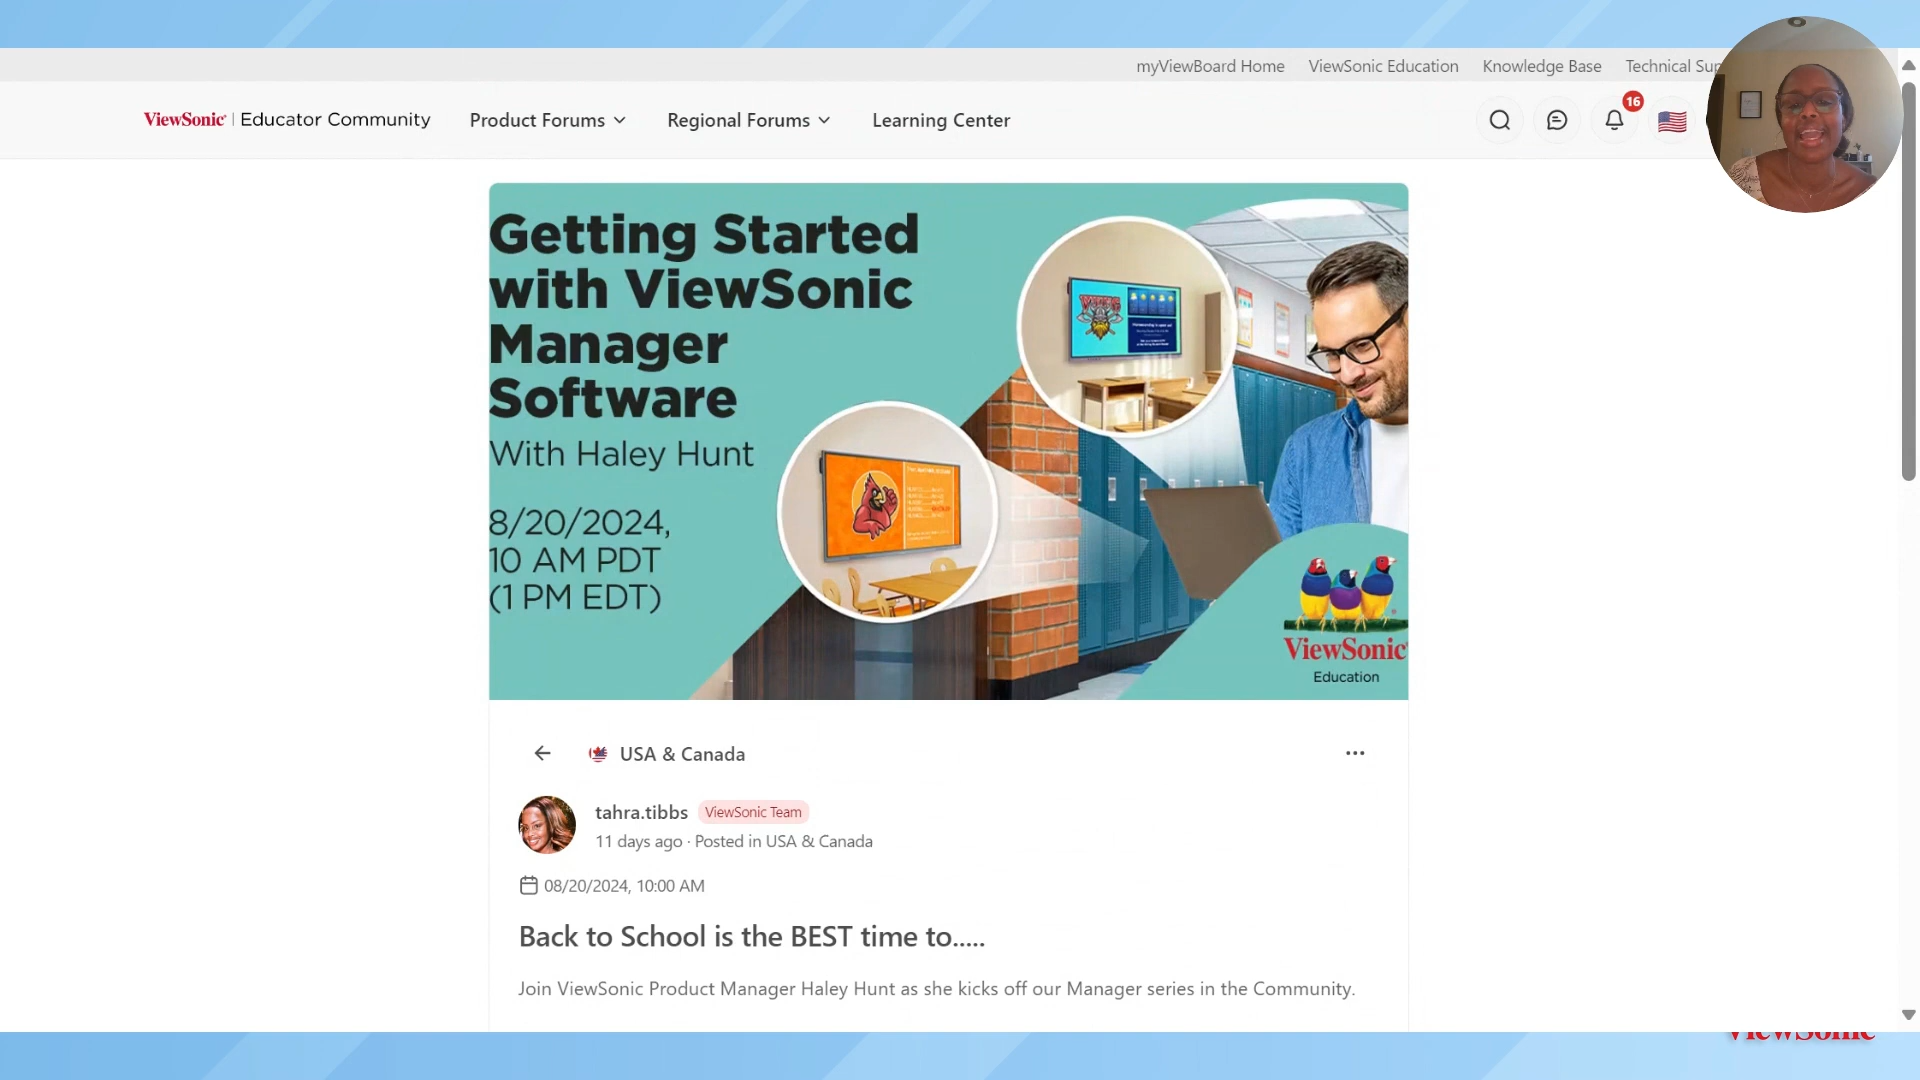 myViewBoard Home ViewSonic Education Knowledge Base Technical Sup
ViewSonic | Educator Community Product Forums Regional Forums Learning Center
16
Getting Started
with ViewSonic
Manager
Software
With Haley Hunt
8/20/2024,
10 AM PDT
(1 PM EDT)
ViewSonic
Education
USA & Canada
tahra.tibbs ViewSonic Team
11 days ago · Posted in USA & Canada
08/20/2024, 10:00 AM
Back to School is the BEST time to.....
Join ViewSonic Product Manager Haley Hunt as she kicks off our Manager series in the Community.
ViewSonic